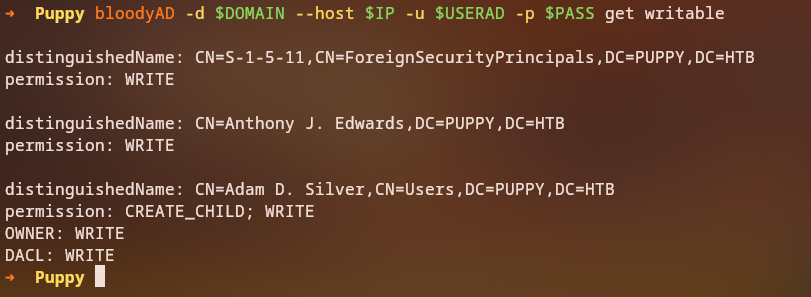 → Puppy bloodyAD -d $DOMAIN --host $IP -u $USERAD -p $PASS get writable
distinguishedName: CN=S-1-5-11,CN=ForeignSecurityPrincipals,DC=PUPPY,DC=HTB
permission: WRITE
distinguishedName: CN=Anthony J. Edwards,DC=PUPPY,DC=HTB
permission: WRITE
distinguishedName: CN=Adam D. Silver,CN=Users,DC=PUPPY,DC=HTB
permission: CREATE_CHILD; WRITE
OWNER: WRITE
DACL: WRITE
→ Puppy